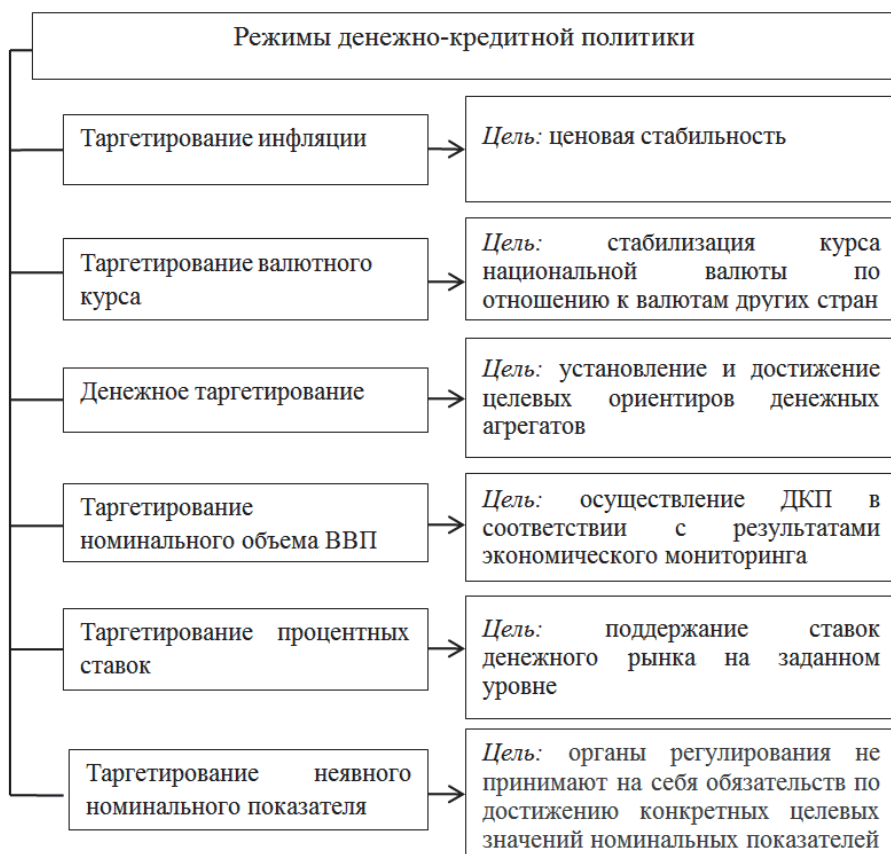 Режимы денежно-кредитной политики
Таргетирование инфляции
Цель: ценовая стабильность
Таргетирование валютного
курса
Цель: стабилизация курса
национальной валюты по
отношению к валютам других стран
Денежное таргетирование
Цель: установление и достижение
целевых ориентиров денежных
агрегатов
Таргетирование
номинального объема ВВП
Цель: осуществление ДКП в
соответствии с результатами
экономического мониторинга
Таргетирование процентных
ставок
Цель: поддержание ставок
денежного рынка на заданном
уровне
Таргетирование неявного
номинального показателя
Цель: органы регулирования не
принимают на себя обязательств по
достижению конкретных целевых
значений номинальных показателей